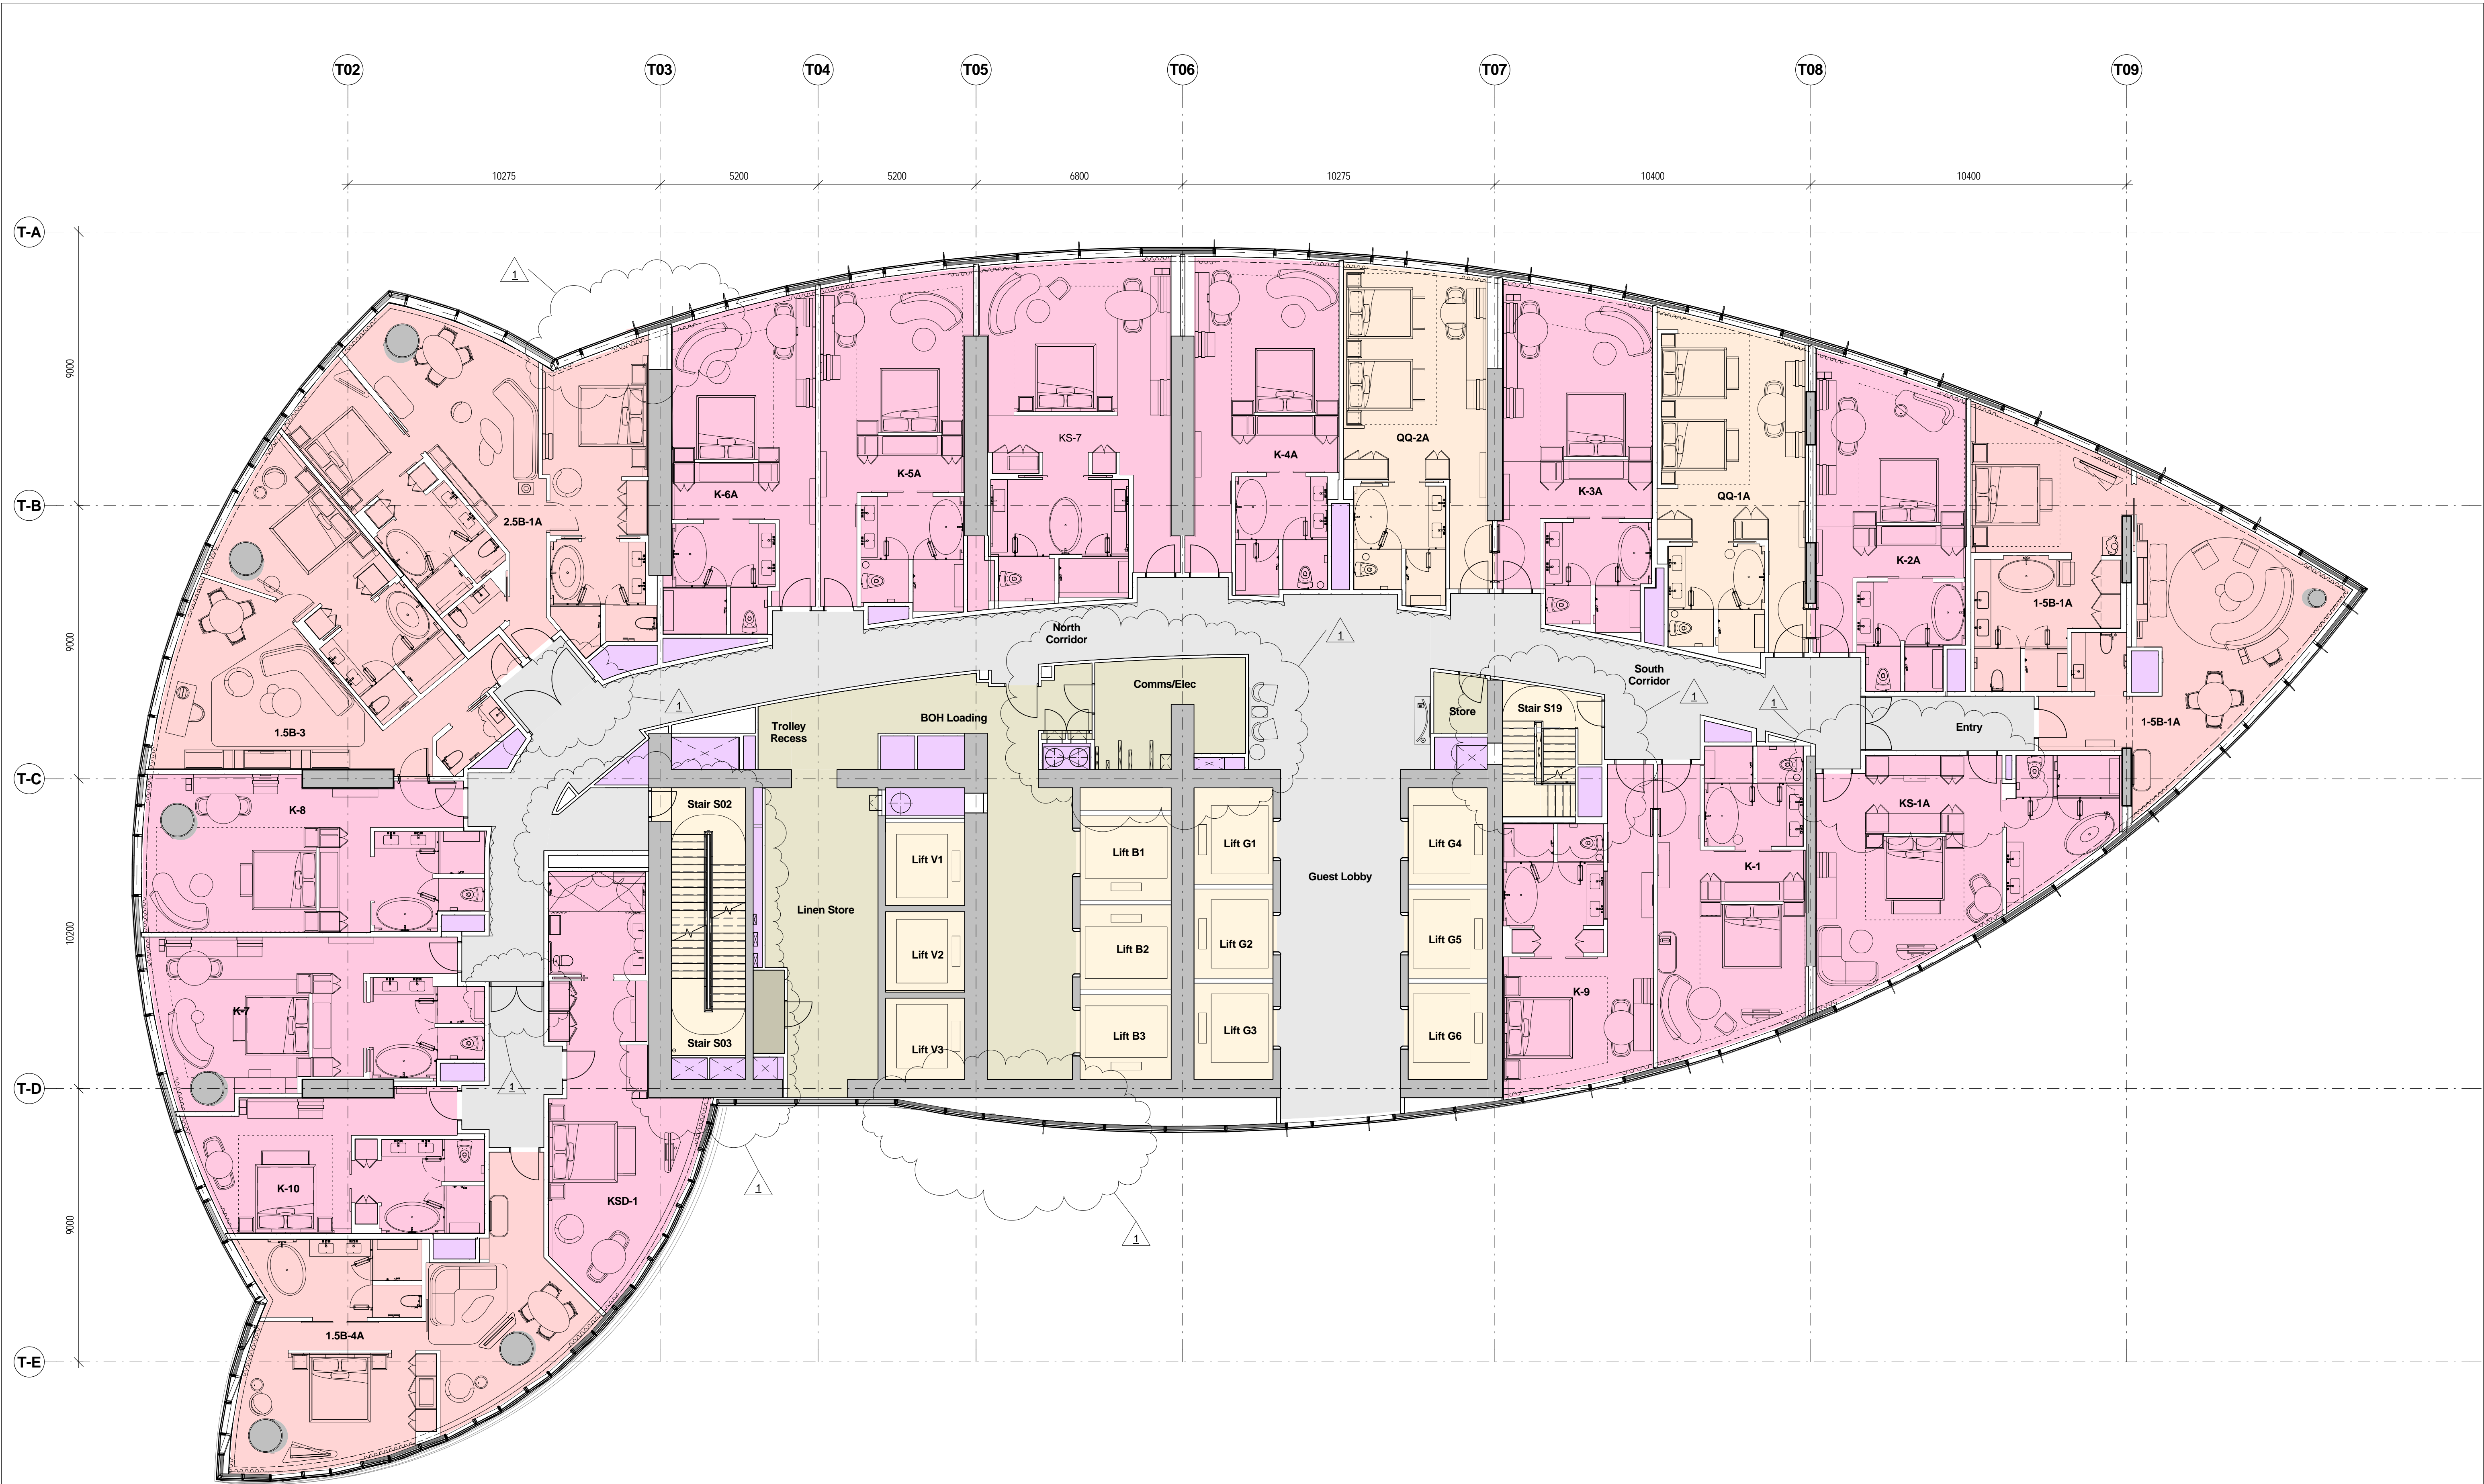 T02
T03
T04
T05
T06
T07
T08
T09
10275
5200
5200
6800
10275
10400
10400
T-A
T-B
T-C
T-D
T-E
9000
9000
10200
9000
1
1
1
1
1
1
1
1
1
2.5B-1A
1.5B-3
K-6A
K-5A
KS-7
K-4A
QQ-2A
K-3A
QQ-1A
K-2A
1-5B-1A
1-5B-1A
North
Corridor
South
Corridor
Comms/Elec
BOH Loading
Trolley
Recess
Store
Stair S19
Entry
K-8
K-7
K-10
1.5B-4A
KSD-1
Stair S02
Stair S03
Linen Store
Lift V1
Lift V2
Lift V3
Lift B1
Lift B2
Lift B3
Lift G1
Lift G2
Lift G3
Guest Lobby
Lift G4
Lift G5
Lift G6
K-9
K-1
KS-1A